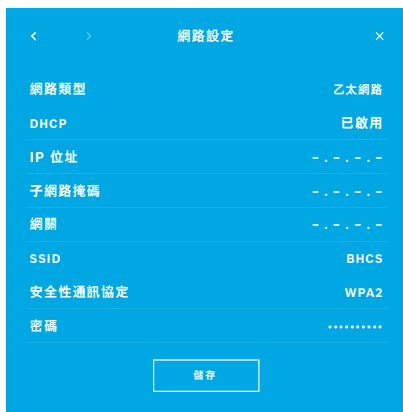 網路設定
網路類型 乙太網路
DHCP 已啟用
IP 位址 – . – . – . –
子網路掩碼 – . – . – . –
網關 – . – . – . –
SSID BHCS
安全性通訊協定 WPA2
密碼 ••••••••••
儲存